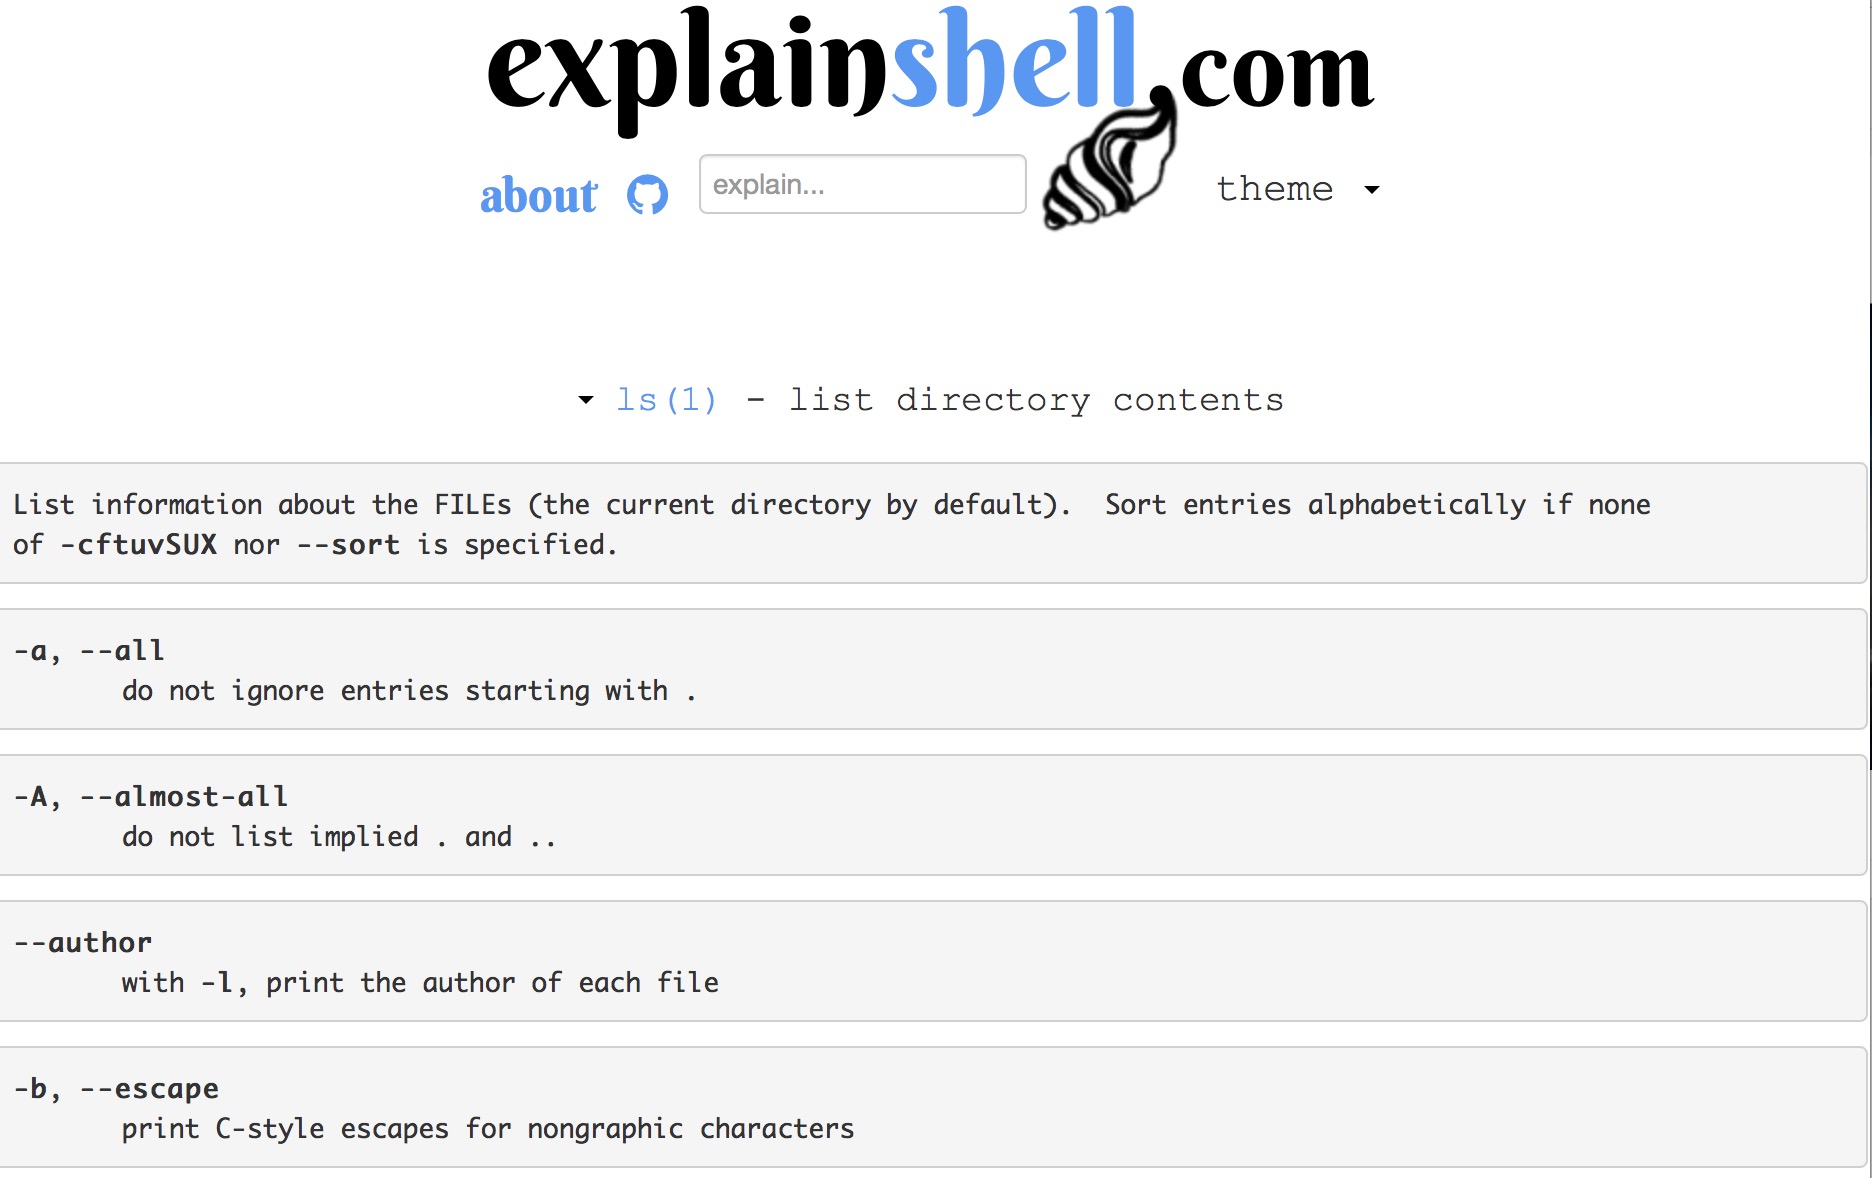 explainshell.com
about explain... theme
ls(1) - list directory contents
List information about the FILEs (the current directory by default).  Sort entries alphabetically if none
of -cftuvSUX nor --sort is specified.
-a, --all
do not ignore entries starting with .
-A, --almost-all
do not list implied . and ..
--author
with -l, print the author of each file
-b, --escape
print C-style escapes for nongraphic characters